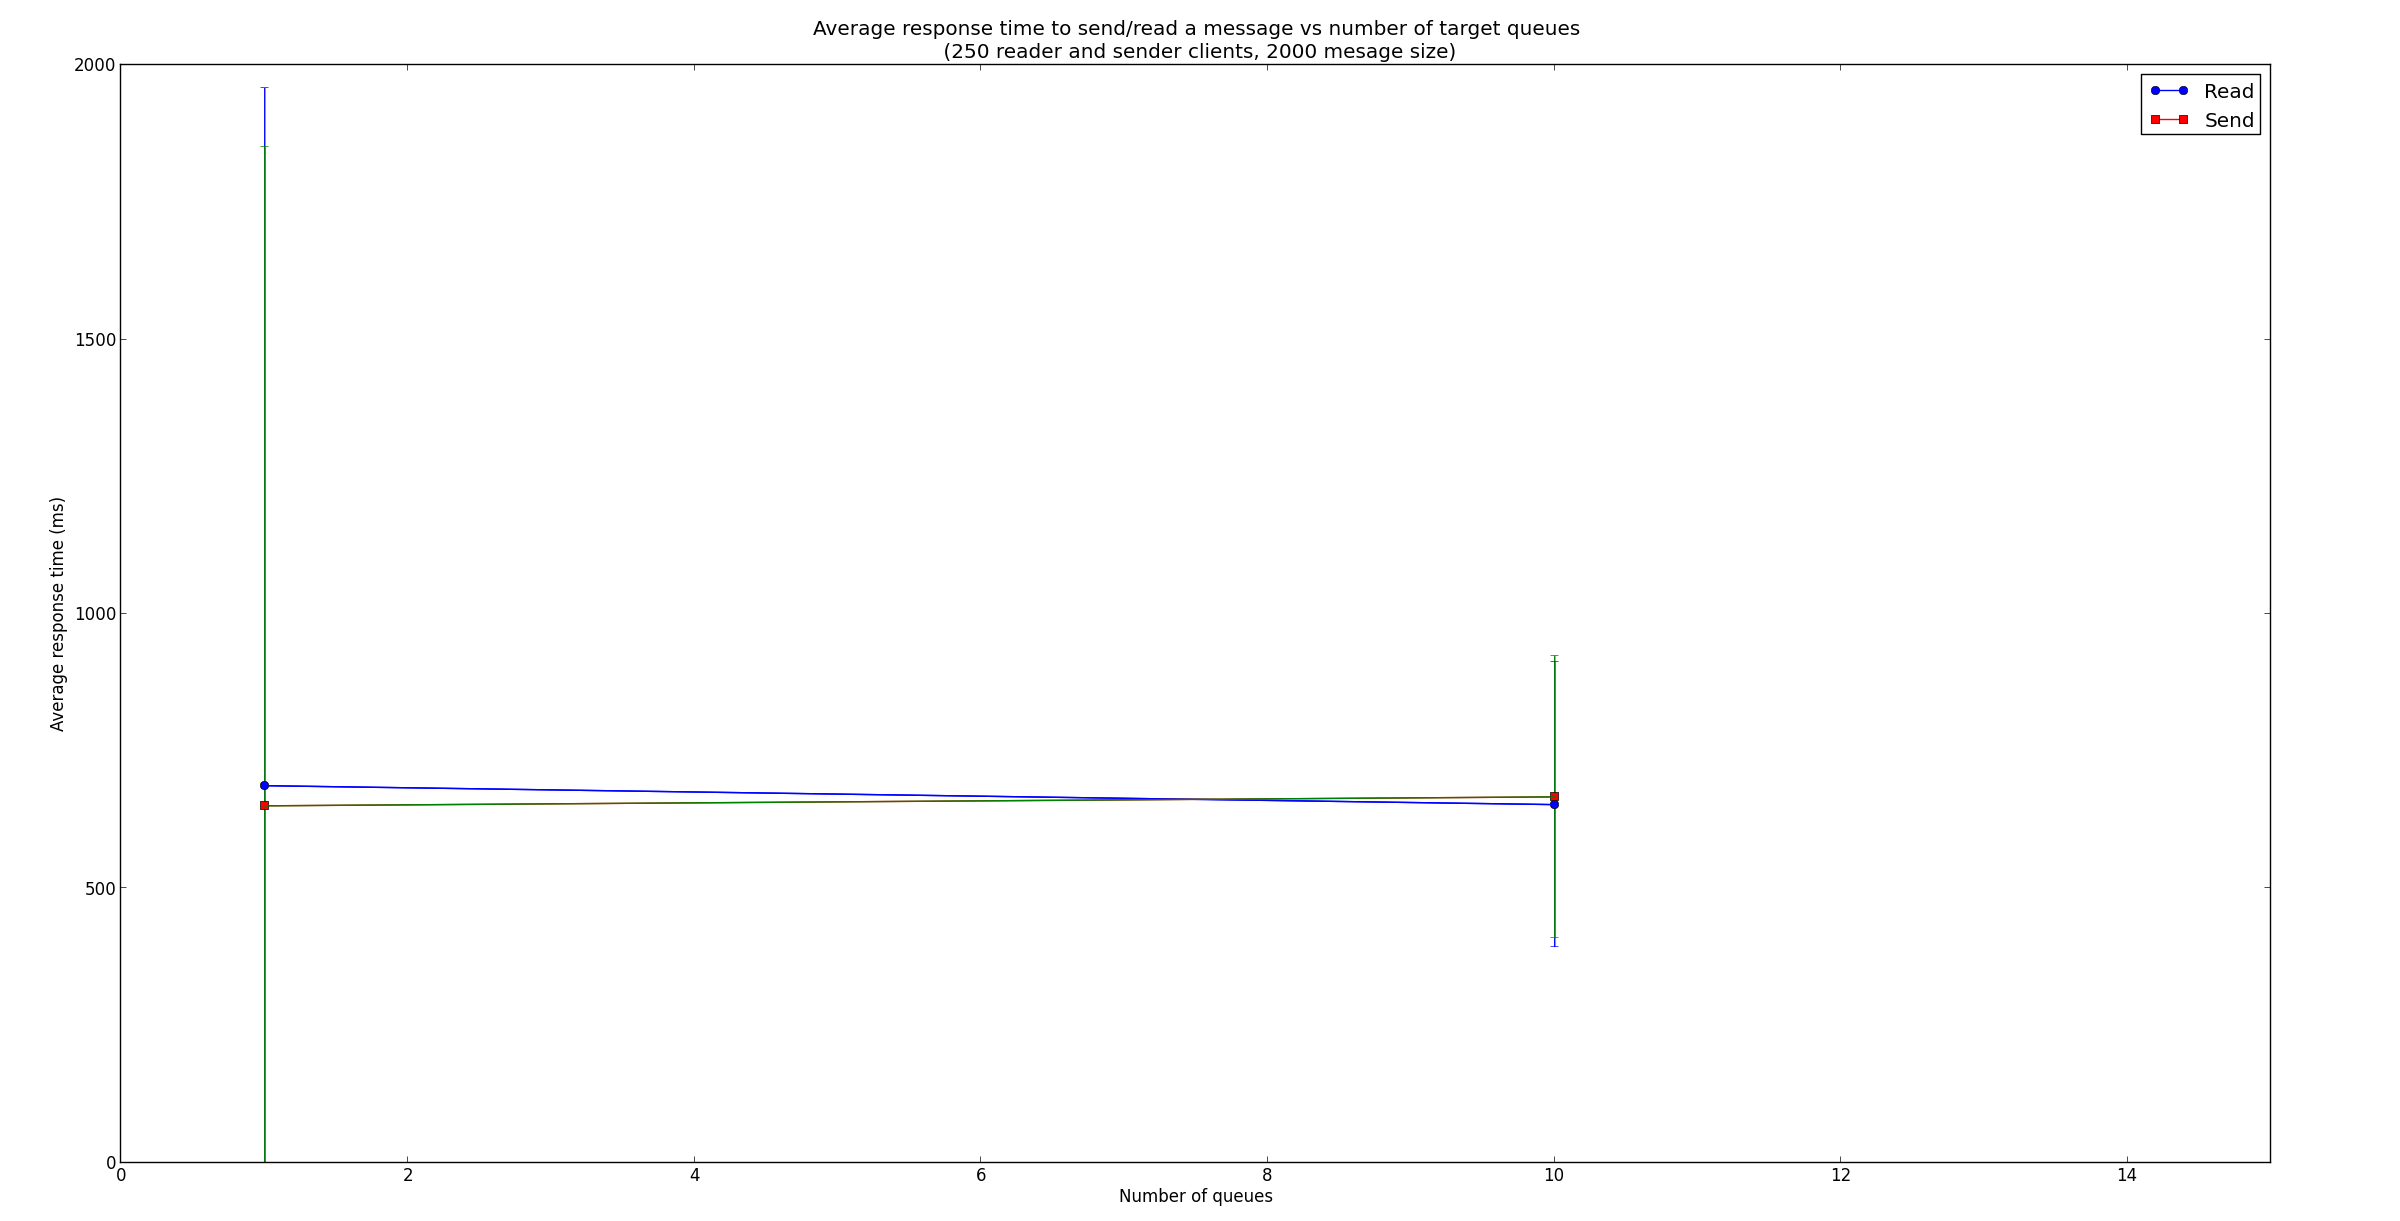 Average response time to send/read a message vs number of target queues
(250 reader and sender clients, 2000 mesage size)
2000
1500
1000
500
0
Average response time (ms)
Read
Send
0 2 4 6 8 10 12 14
Number of queues